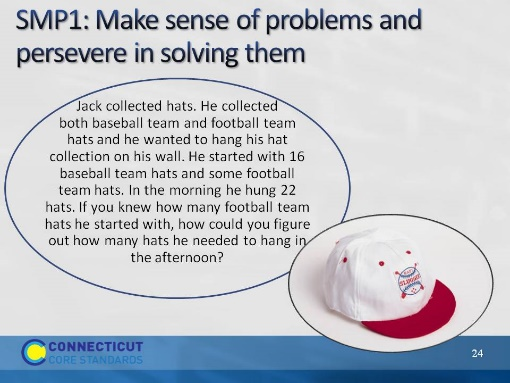 SMP1: Make sense of problems and
persevere in solving them
Jack collected hats. He collected
both baseball team and football team
hats and he wanted to hang his hat
collection on his wall. He started with 16
baseball team hats and some football
team hats. In the morning he hung 22
hats. If you knew how many football team
hats he started with, how could you figure
out how many hats he needed to hang in
the afternoon?
CONNECTICUT
CORE STANDARDS
24